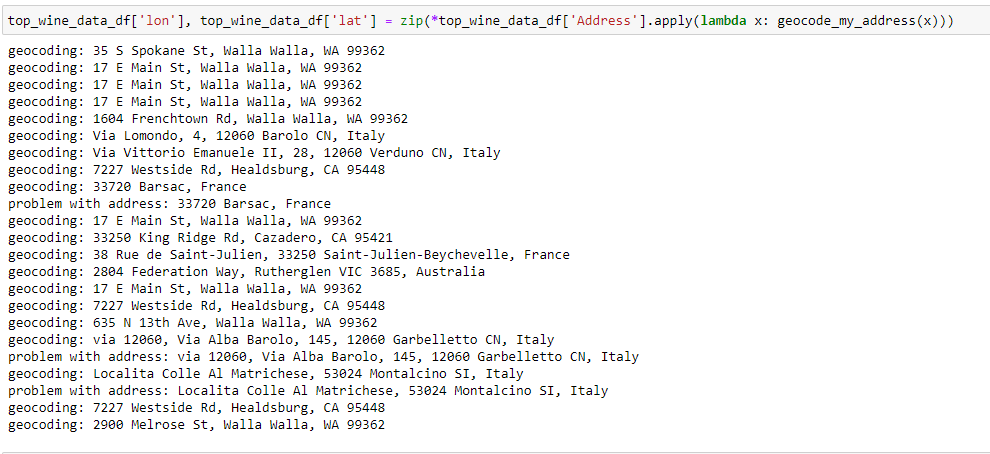 top_wine_data_df['lon'], top_wine_data_df['lat'] = zip(*top_wine_data_df['Address'].apply(lambda x: geocode_my_address(x)))
geocoding: 35 S Spokane St, Walla Walla, WA 99362
geocoding: 17 E Main St, Walla Walla, WA 99362
geocoding: 17 E Main St, Walla Walla, WA 99362
geocoding: 17 E Main St, Walla Walla, WA 99362
geocoding: 1604 Frenchtown Rd, Walla Walla, WA 99362
geocoding: Via Lomondo, 4, 12060 Barolo CN, Italy
geocoding: Via Vittorio Emanuele II, 28, 12060 Verduno CN, Italy
geocoding: 7227 Westside Rd, Healdsburg, CA 95448
geocoding: 33720 Barsac, France
problem with address: 33720 Barsac, France
geocoding: 17 E Main St, Walla Walla, WA 99362
geocoding: 33250 King Ridge Rd, Cazadero, CA 95421
geocoding: 38 Rue de Saint-Julien, 33250 Saint-Julien-Beychevelle, France
geocoding: 2804 Federation Way, Rutherglen VIC 3685, Australia
geocoding: 17 E Main St, Walla Walla, WA 99362
geocoding: 7227 Westside Rd, Healdsburg, CA 95448
geocoding: 635 N 13th Ave, Walla Walla, WA 99362
geocoding: via 12060, Via Alba Barolo, 145, 12060 Garbelletto CN, Italy
problem with address: via 12060, Via Alba Barolo, 145, 12060 Garbelletto CN, Italy
geocoding: Localita Colle Al Matrichese, 53024 Montalcino SI, Italy
problem with address: Localita Colle Al Matrichese, 53024 Montalcino SI, Italy
geocoding: 7227 Westside Rd, Healdsburg, CA 95448
geocoding: 2900 Melrose St, Walla Walla, WA 99362